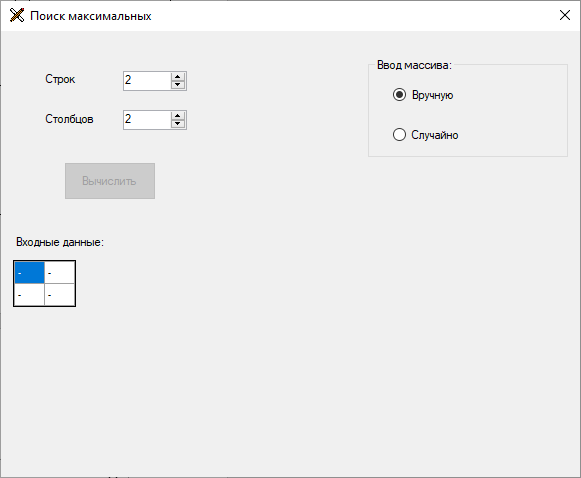 Поиск максимальных
Строк 2
Ввод массива:
Вручную
Столбцов 2
Случайно
Вычислить
Входные данные:
- -
- -